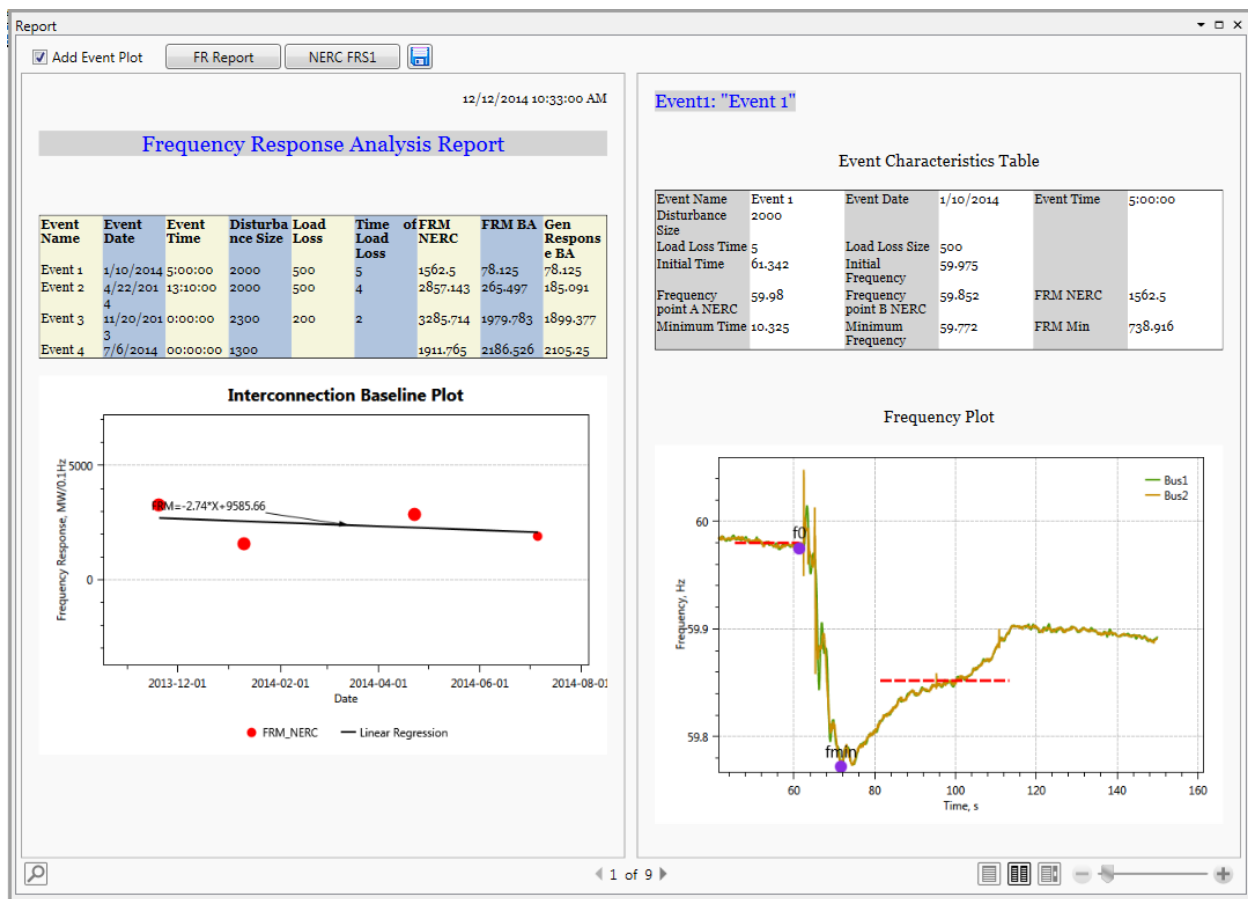 Report
Add Event Plot
FR Report
NERC FRS1
12/12/2014 10:33:00 AM
Frequency Response Analysis Report
Event Name Event Date Event Time Disturba nce Size Load Loss Time of Load Loss FRM NERC FRM BA Gen Respons e BA
Event 1 1/10/2014 5:00:00 2000 500 5 1562.5 78.125 78.125
Event 2 4/22/201 4 13:10:00 2000 500 4 2857.143 265.497 185.091
Event 3 11/20/201 3 0:00:00 2300 200 2 3285.714 1979.783 1899.377
Event 4 7/6/2014 00:00:00 1300 1911.765 2186.526 2105.25
Interconnection Baseline Plot
Frequency Response, MW/0.1Hz
5000
0
FRM=-2.74*X+9585.66
2013-12-01 2014-02-01 2014-04-01 2014-06-01 2014-08-01
Date
FRM_NERC Linear Regression
Event1: "Event 1"
Event Characteristics Table
Event Name Event 1 Event Date 1/10/2014 Event Time 5:00:00
Disturbance Size 2000
Load Loss Time 5 Load Loss Size 500
Initial Time 61.342 Initial Frequency 59.975
Frequency point A NERC 59.98 Frequency point B NERC 59.852 FRM NERC 1562.5
Minimum Time 10.325 Minimum Frequency 59.772 FRM Min 738.916
Frequency Plot
Frequency, Hz
Bus1
Bus2
60
59.9
59.8
f0
fmin
60 80 100 120 140 160
Time, s
1 of 9